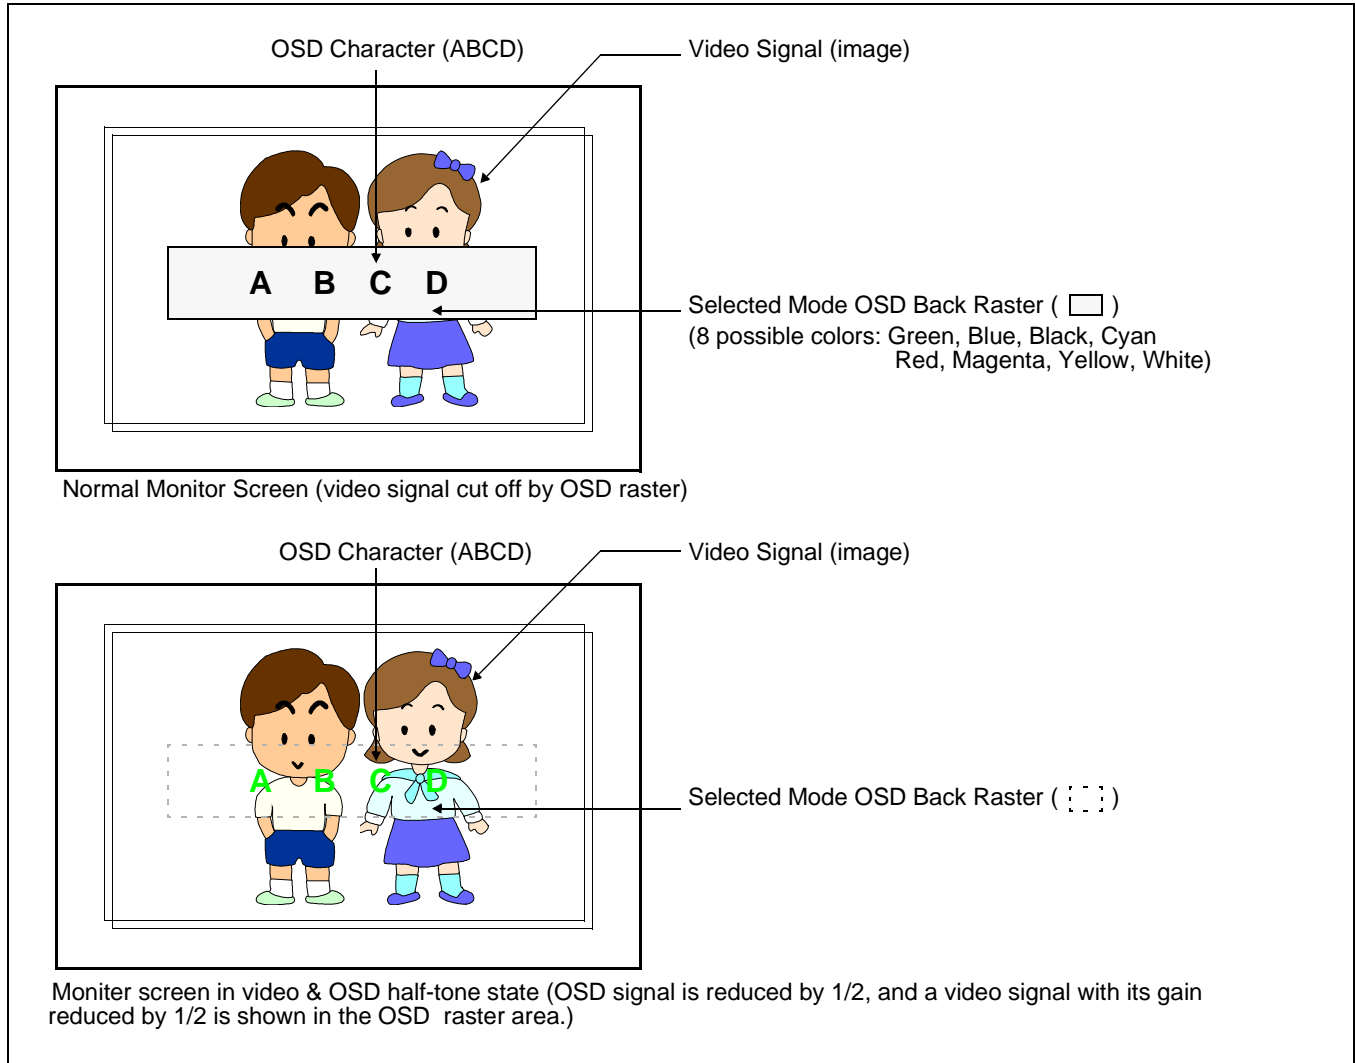 OSD Character (ABCD)
Video Signal (image)
A B C D
Selected Mode OSD Back Raster ( )
(8 possible colors: Green, Blue, Black, Cyan
Red, Magenta, Yellow, White)
Normal Monitor Screen (video signal cut off by OSD raster)
OSD Character (ABCD)
Video Signal (image)
A B C D
Selected Mode OSD Back Raster ( )
Moniter screen in video & OSD half-tone state (OSD signal is reduced by 1/2, and a video signal with its gain
reduced by 1/2 is shown in the OSD raster area.)